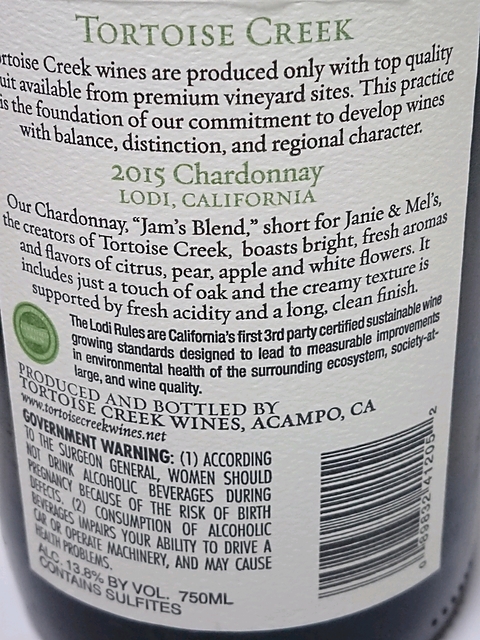 TORTOISE CREEK
rtoise Creek wines are produced only with top quality
uit available from premium vineyard sites. This practice
is the foundation of our commitment to develop wines
with balance, distinction, and regional character.
2015 Chardonnay
LODI, CALIFORNIA
Our Chardonnay, “Jam’s Blend,” short for Janie & Mel’s,
the creators of Tortoise Creek, boasts bright, fresh aromas
and flavors of citrus, pear, apple and white flowers. It
includes just a touch of oak and the creamy texture is
supported by fresh acidity and a long, clean finish.
The Lodi Rules are California’s first 3rd party certified sustainable wine
growing standards designed to lead to measurable improvements
in environmental health of the surrounding ecosystem, society-at-
large, and wine quality.
PRODUCED AND BOTTLED BY
TORTOISE CREEK WINES, ACAMPO, CA
www.tortoisecreekwines.net
GOVERNMENT WARNING: (1) ACCORDING
TO THE SURGEON GENERAL, WOMEN SHOULD
NOT DRINK ALCOHOLIC BEVERAGES DURING
PREGNANCY BECAUSE OF THE RISK OF BIRTH
DEFECTS. (2) CONSUMPTION OF ALCOHOLIC
BEVERAGES IMPAIRS YOUR ABILITY TO DRIVE A
CAR OR OPERATE MACHINERY, AND MAY CAUSE
HEALTH PROBLEMS.
ALC. 13.8% BY VOL. 750ML
CONTAINS SULFITES